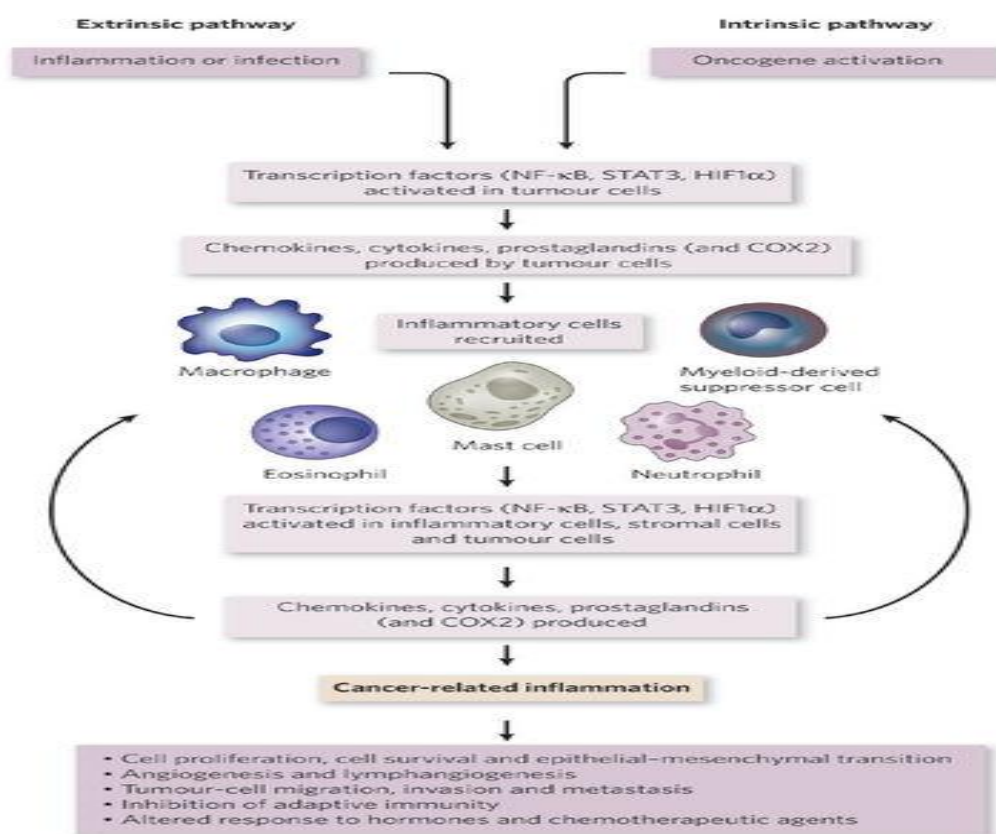 Extrinsic pathway
Intrinsic pathway
Inflammation or infection
Oncogene activation
Transcription factors (NF-κB, STAT3, HIF1α)
activated in tumour cells
Chemokines, cytokines, prostaglandins (and COX2)
produced by tumour cells
Inflammatory cells
recruited
Macrophage
Myeloid-derived
suppressor cell
Mast cell
Eosinophil
Neutrophil
Transcription factors (NF-κB, STAT3, HIF1α)
activated in inflammatory cells, stromal cells
and tumour cells
Chemokines, cytokines, prostaglandins
(and COX2) produced
Cancer-related inflammation
• Cell proliferation, cell survival and epithelial–mesenchymal transition
• Angiogenesis and lymphangiogenesis
• Tumour-cell migration, invasion and metastasis
• Inhibition of adaptive immunity
• Altered response to hormones and chemotherapeutic agents